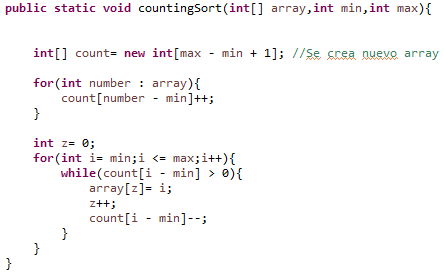 public static void countingSort(int[] array,int min,int max){
int[] count= new int[max - min + 1]; //Se crea nuevo array
for(int number : array){
count[number - min]++;
}
int z= 0;
for(int i= min;i <= max;i++){
while(count[i - min] > 0){
array[z]= i;
z++;
count[i - min]--;
}
}
}